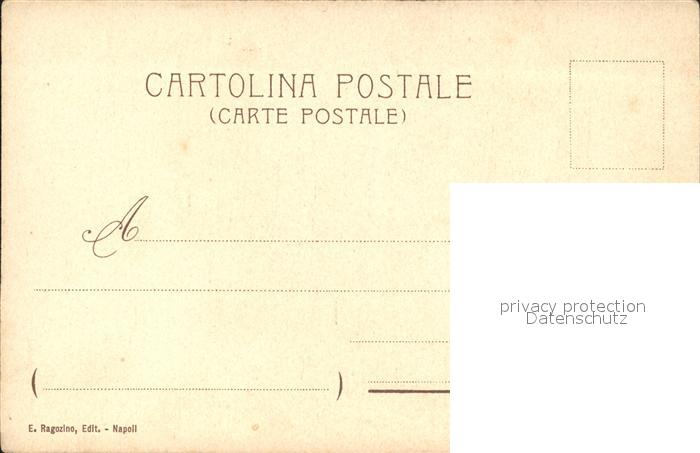 CARTOLINA POSTALE
(CARTE POSTALE)
A
privacy protection
Datenschutz
( )
E. Ragozino, Edit. - Napoli